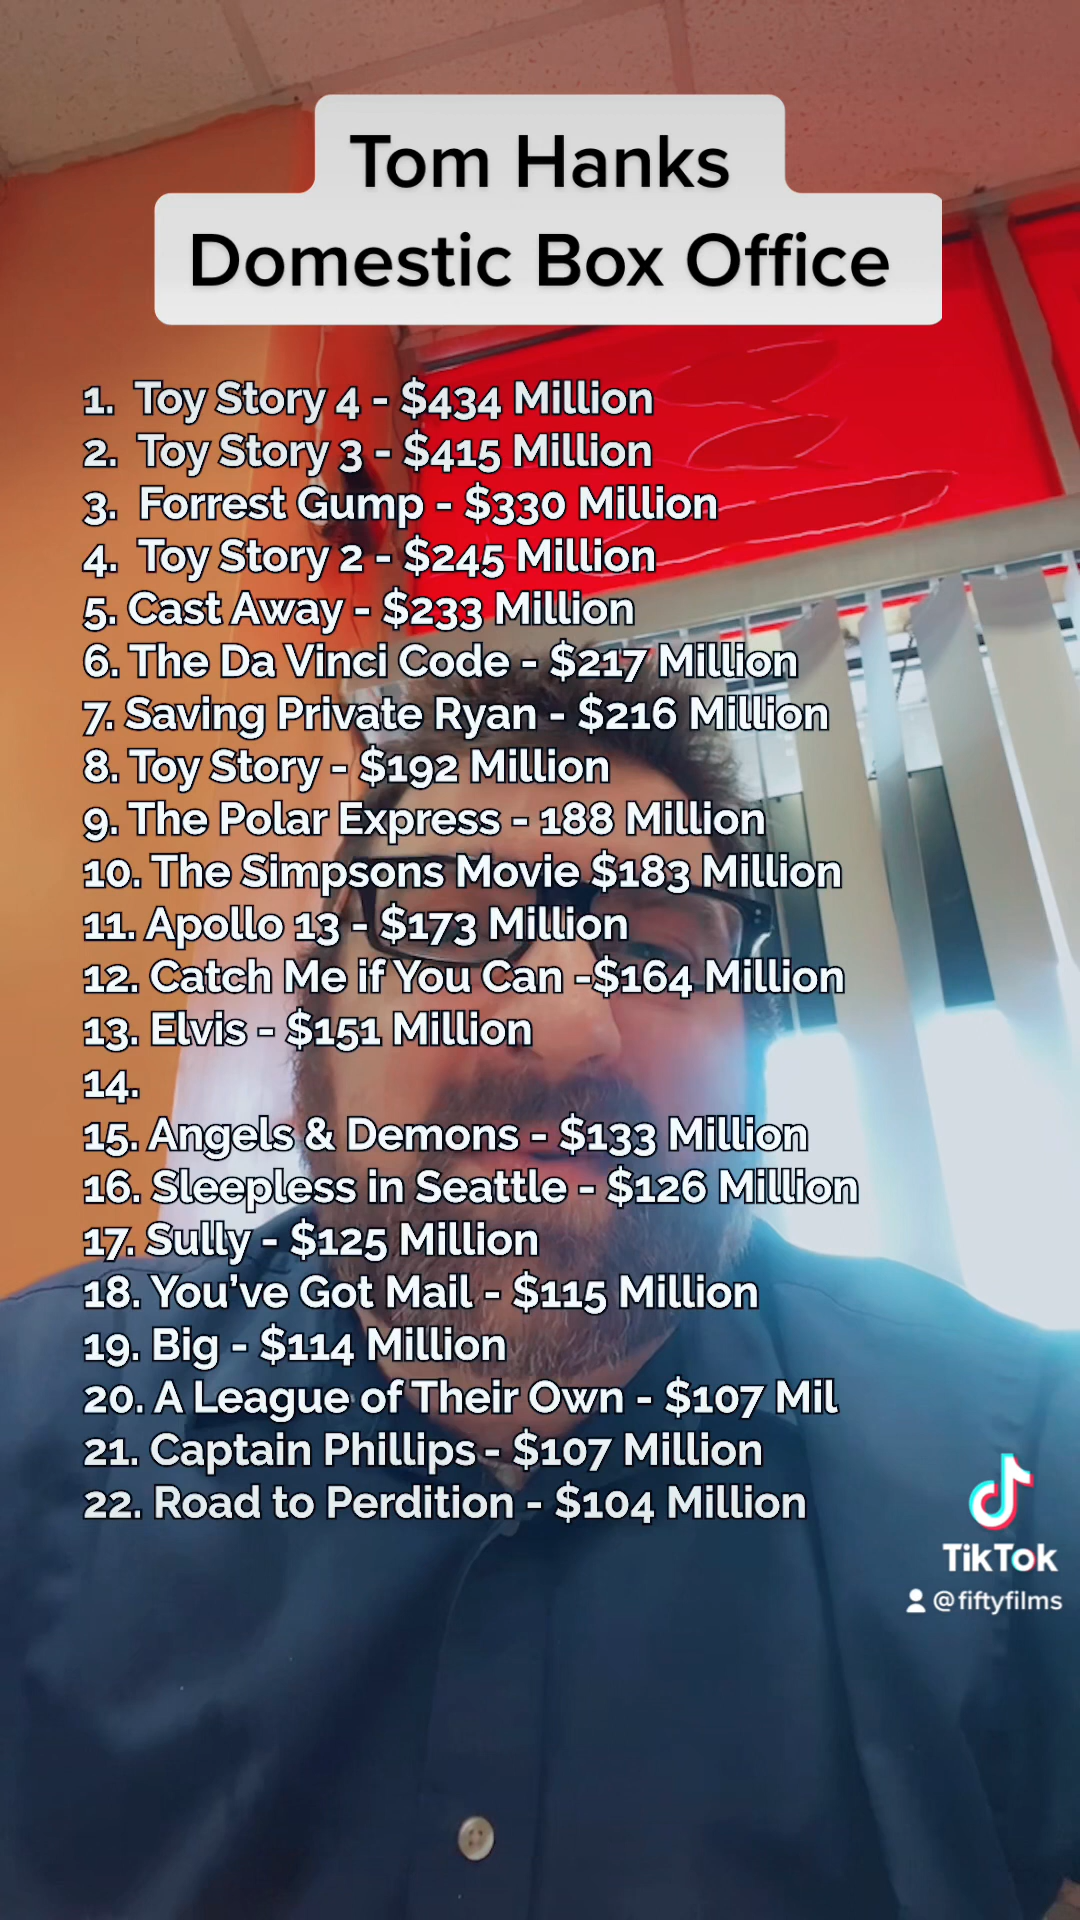 Tom Hanks
Domestic Box Office
1. Toy Story 4 - $434 Million
2. Toy Story 3 - $415 Million
3. Forrest Gump - $330 Million
4. Toy Story 2 - $245 Million
5. Cast Away - $233 Million
6. The Da Vinci Code - $217 Million
7. Saving Private Ryan - $216 Million
8. Toy Story - $192 Million
9. The Polar Express - 188 Million
10. The Simpsons Movie $183 Million
11. Apollo 13 - $173 Million
12. Catch Me if You Can -$164 Million
13. Elvis - $151 Million
14.
15. Angels & Demons - $133 Million
16. Sleepless in Seattle - $126 Million
17. Sully - $125 Million
18. You’ve Got Mail - $115 Million
19. Big - $114 Million
20. A League of Their Own - $107 Mil
21. Captain Phillips - $107 Million
22. Road to Perdition - $104 Million
TikTok
@fiftyfilms